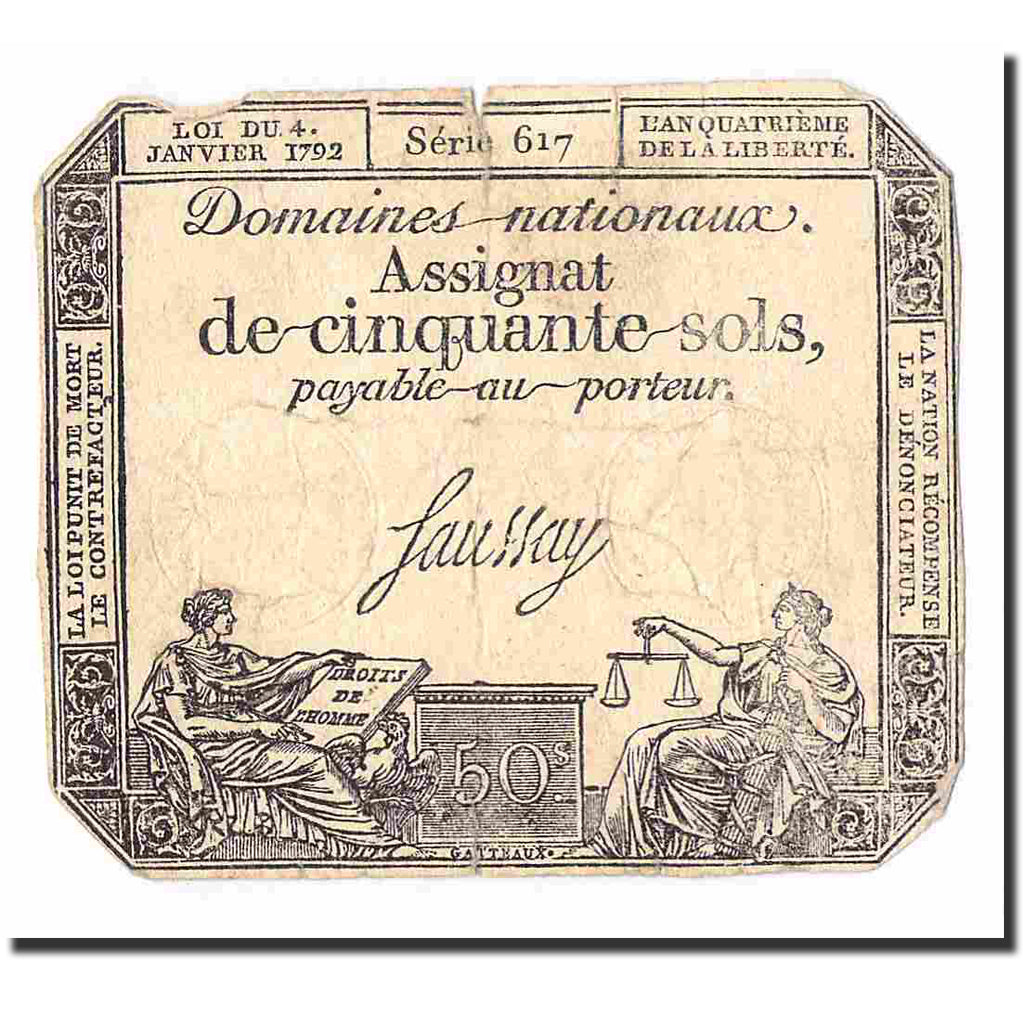 LOI DU 4.
JANVIER 1792
Série 617
L'AN QUATRIÈME
DE LA LIBERTÉ.
Domaines nationaux.
Assignat
de cinquante sols,
payable au porteur.
LA LOI PUNIT DE MORT
LE CONTREFACTEUR.
LA NATION RÉCOMPENSE
LE DÉNONCIATEUR.
Saussay
DROITS
DE
L'HOMME
50s.
GATTEAUX.